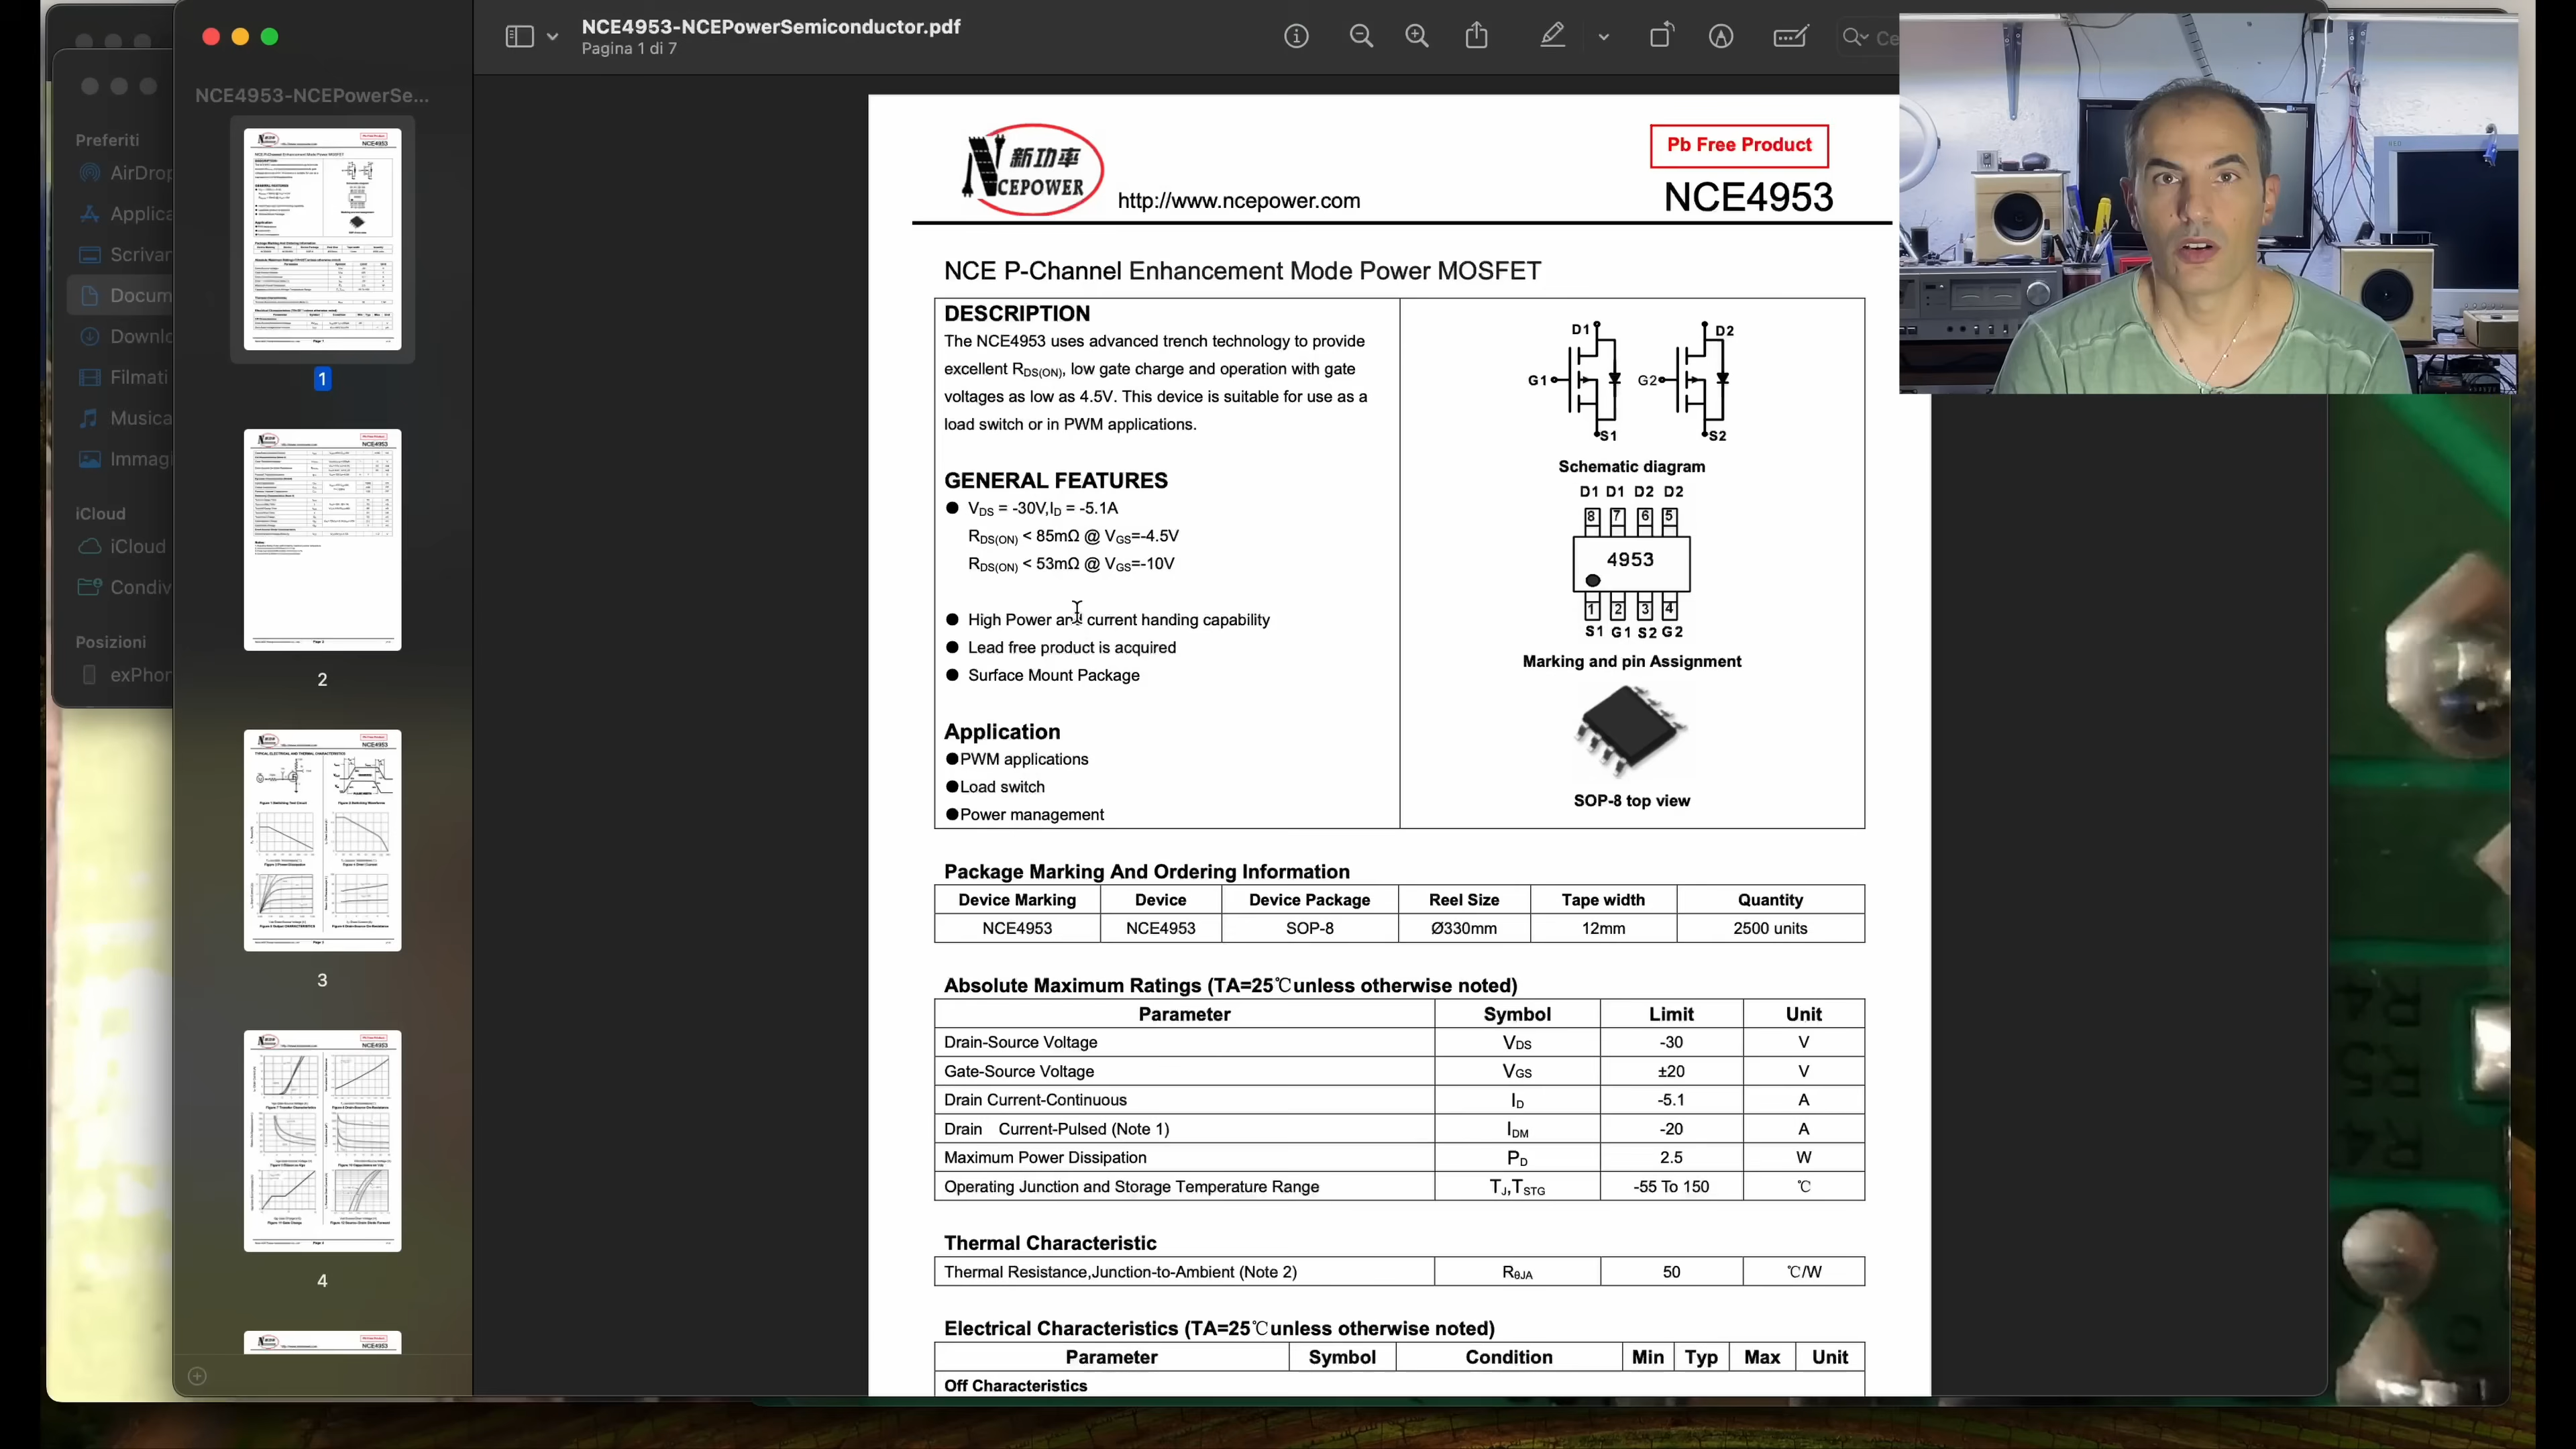 NCE4953-NCEPowerSemiconductor.pdf
Pagina 1 di 7
Ce
NCE4953-NCEPowerSe...
Preferiti
AirDrop
Applica
Scrivar
Docum
Downlo
Filmati
Musica
Immagi
iCloud
iCloud
Condiv
Posizioni
exPhor
1
2
3
4
新功率
NCEPOWER
http://www.ncepower.com
Pb Free Product
NCE4953
NCE P-Channel Enhancement Mode Power MOSFET
DESCRIPTION
The NCE4953 uses advanced trench technology to provide
excellent RDS(ON), low gate charge and operation with gate
voltages as low as 4.5V. This device is suitable for use as a
load switch or in PWM applications.
GENERAL FEATURES
● VDS = -30V,ID = -5.1A
RDS(ON) < 85mΩ @ VGS=-4.5V
RDS(ON) < 53mΩ @ VGS=-10V
● High Power and current handing capability
● Lead free product is acquired
● Surface Mount Package
Application
●PWM applications
●Load switch
●Power management
D1 D2
G1 G2
S1 S2
Schematic diagram
D1 D1 D2 D2
8 7 6 5
4953
1 2 3 4
S1 G1 S2 G2
Marking and pin Assignment
SOP-8 top view
Package Marking And Ordering Information
Device Marking Device Device Package Reel Size Tape width Quantity
NCE4953 NCE4953 SOP-8 Ø330mm 12mm 2500 units
Absolute Maximum Ratings (TA=25℃unless otherwise noted)
Parameter Symbol Limit Unit
Drain-Source Voltage VDS -30 V
Gate-Source Voltage VGS ±20 V
Drain Current-Continuous ID -5.1 A
Drain Current-Pulsed (Note 1) IDM -20 A
Maximum Power Dissipation PD 2.5 W
Operating Junction and Storage Temperature Range TJ,TSTG -55 To 150 ℃
Thermal Characteristic
Thermal Resistance,Junction-to-Ambient (Note 2) RθJA 50 ℃/W
Electrical Characteristics (TA=25℃unless otherwise noted)
Parameter Symbol Condition Min Typ Max Unit
Off Characteristics